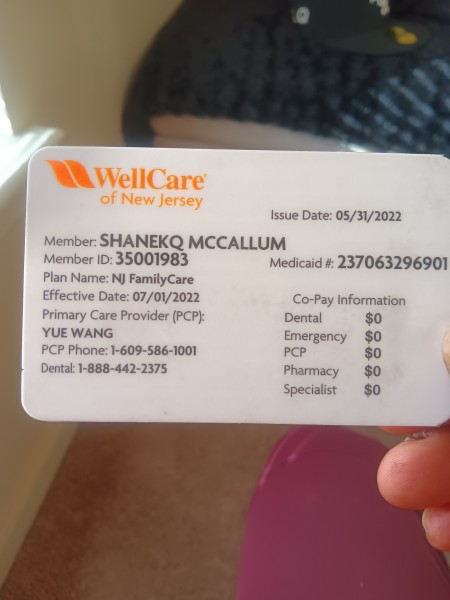 WellCare®
of New Jersey
Issue Date: 05/31/2022
Member: SHANEKQ MCCALLUM
Member ID: 35001983
Medicaid #: 237063296901
Plan Name: NJ FamilyCare
Effective Date: 07/01/2022
Primary Care Provider (PCP):
YUE WANG
PCP Phone: 1-609-586-1001
Dental: 1-888-442-2375
Co-Pay Information
Dental $0
Emergency $0
PCP $0
Pharmacy $0
Specialist $0